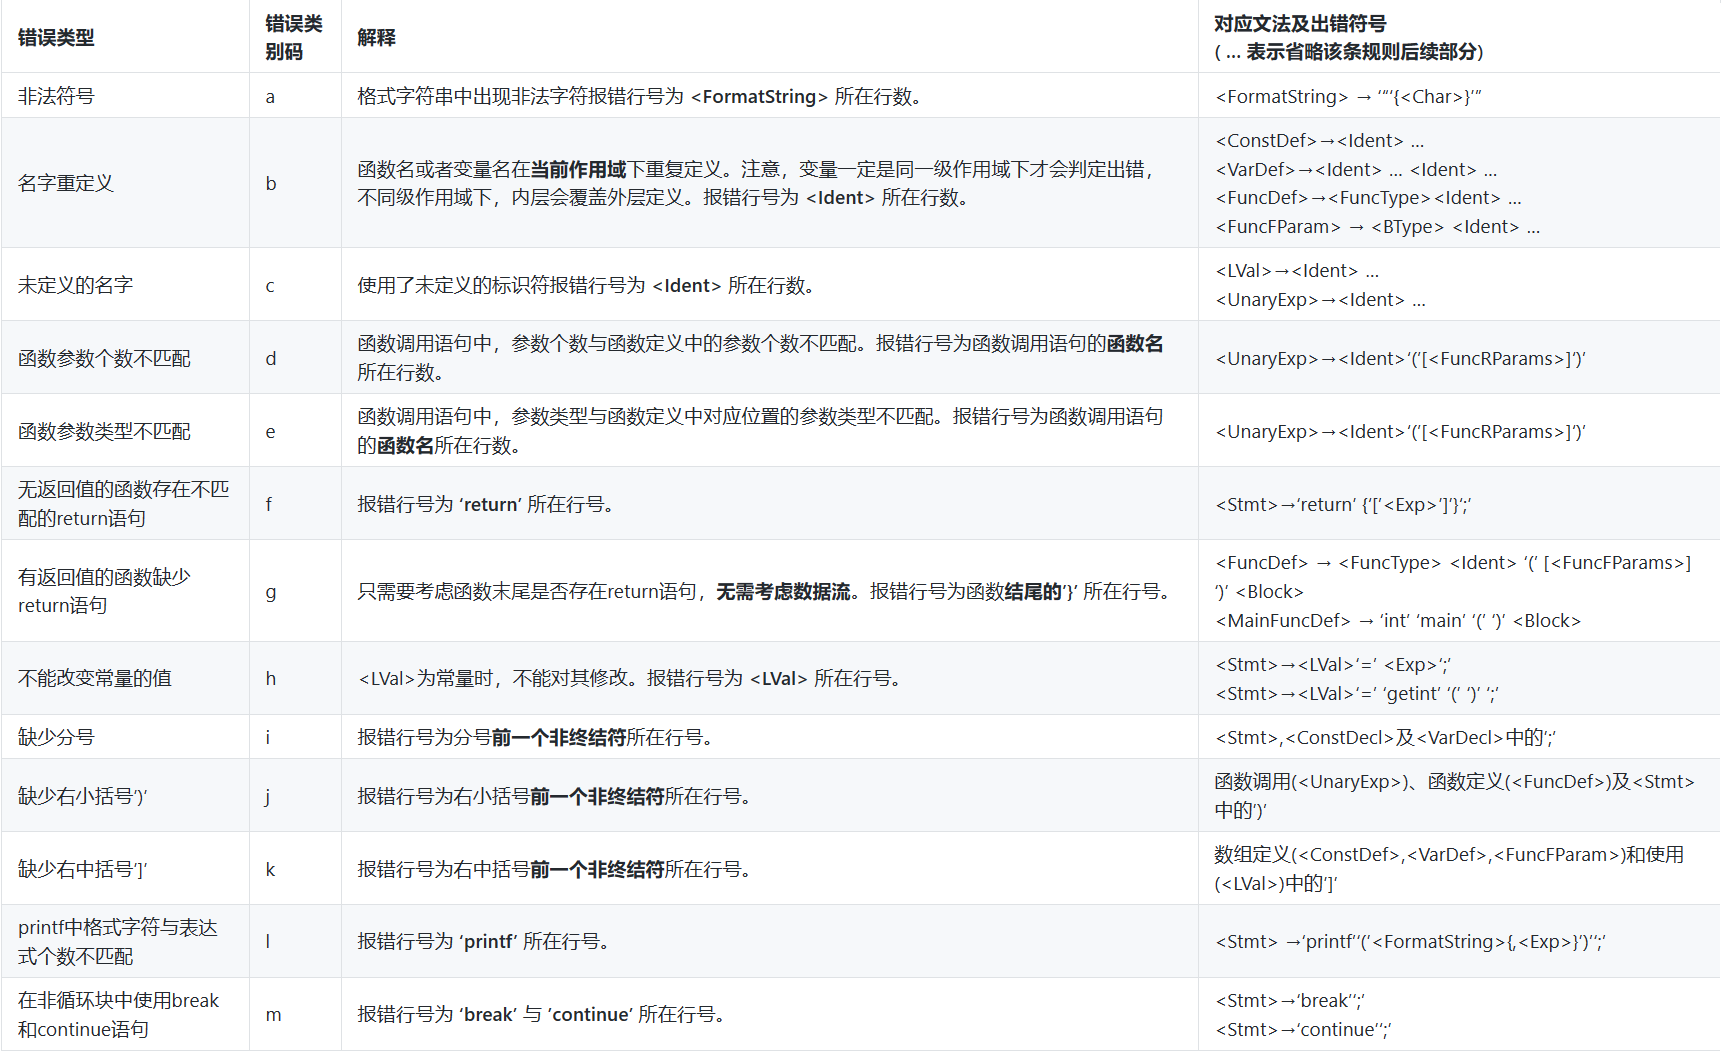 错误类型
错误类
别码
解释
对应文法及出错符号
( ... 表示省略该条规则后续部分)
非法符号
a
格式字符串中出现非法字符报错行号为 <FormatString> 所在行数。
<FormatString> → ‘“‘{<Char>}’”
名字重定义
b
函数名或者变量名在当前作用域下重复定义。注意，变量一定是同一级作用域下才会判定出错，
不同级作用域下，内层会覆盖外层定义。报错行号为 <Ident> 所在行数。
<ConstDef>→<Ident> …
<VarDef>→<Ident> … <Ident> …
<FuncDef>→<FuncType><Ident> …
<FuncFParam> → <BType> <Ident> …
未定义的名字
c
使用了未定义的标识符报错行号为 <Ident> 所在行数。
<LVal>→<Ident> …
<UnaryExp>→<Ident> …
函数参数个数不匹配
d
函数调用语句中，参数个数与函数定义中的参数个数不匹配。报错行号为函数调用语句的函数名
所在行数。
<UnaryExp>→<Ident>‘(’[<FuncRParams>]‘)’
函数参数类型不匹配
e
函数调用语句中，参数类型与函数定义中对应位置的参数类型不匹配。报错行号为函数调用语句
的函数名所在行数。
<UnaryExp>→<Ident>‘(’[<FuncRParams>]‘)’
无返回值的函数存在不匹
配的return语句
f
报错行号为 ‘return’ 所在行号。
<Stmt>→‘return’ {‘[’<Exp>’]‘}‘;’
有返回值的函数缺少
return语句
g
只需要考虑函数末尾是否存在return语句，无需考虑数据流。报错行号为函数结尾的’}’ 所在行号。
<FuncDef> → <FuncType> <Ident> ‘(’ [<FuncFParams>]
‘)’ <Block>
<MainFuncDef> → ‘int’ ‘main’ ‘(’ ‘)’ <Block>
不能改变常量的值
h
<LVal>为常量时，不能对其修改。报错行号为 <LVal> 所在行号。
<Stmt>→<LVal>‘=’ <Exp>‘;’
<Stmt>→<LVal>‘=’ ‘getint’ ‘(’ ‘)’ ‘;’
缺少分号
i
报错行号为分号前一个非终结符所在行号。
<Stmt>,<ConstDecl>及<VarDecl>中的’;’
缺少右小括号’)’
j
报错行号为右小括号前一个非终结符所在行号。
函数调用(<UnaryExp>)、函数定义(<FuncDef>)及<Stmt>
中的’)’
缺少右中括号’]’
k
报错行号为右中括号前一个非终结符所在行号。
数组定义(<ConstDef>,<VarDef>,<FuncFParam>)和使用
(<LVal>)中的’]’
printf中格式字符与表达
式个数不匹配
l
报错行号为 ‘printf’ 所在行号。
<Stmt> →‘printf’‘(’<FormatString>{,<Exp>}’)’‘;’
在非循环块中使用break
和continue语句
m
报错行号为 ‘break’ 与 ’continue’ 所在行号。
<Stmt>→‘break’‘;’
<Stmt>→‘continue’‘;’